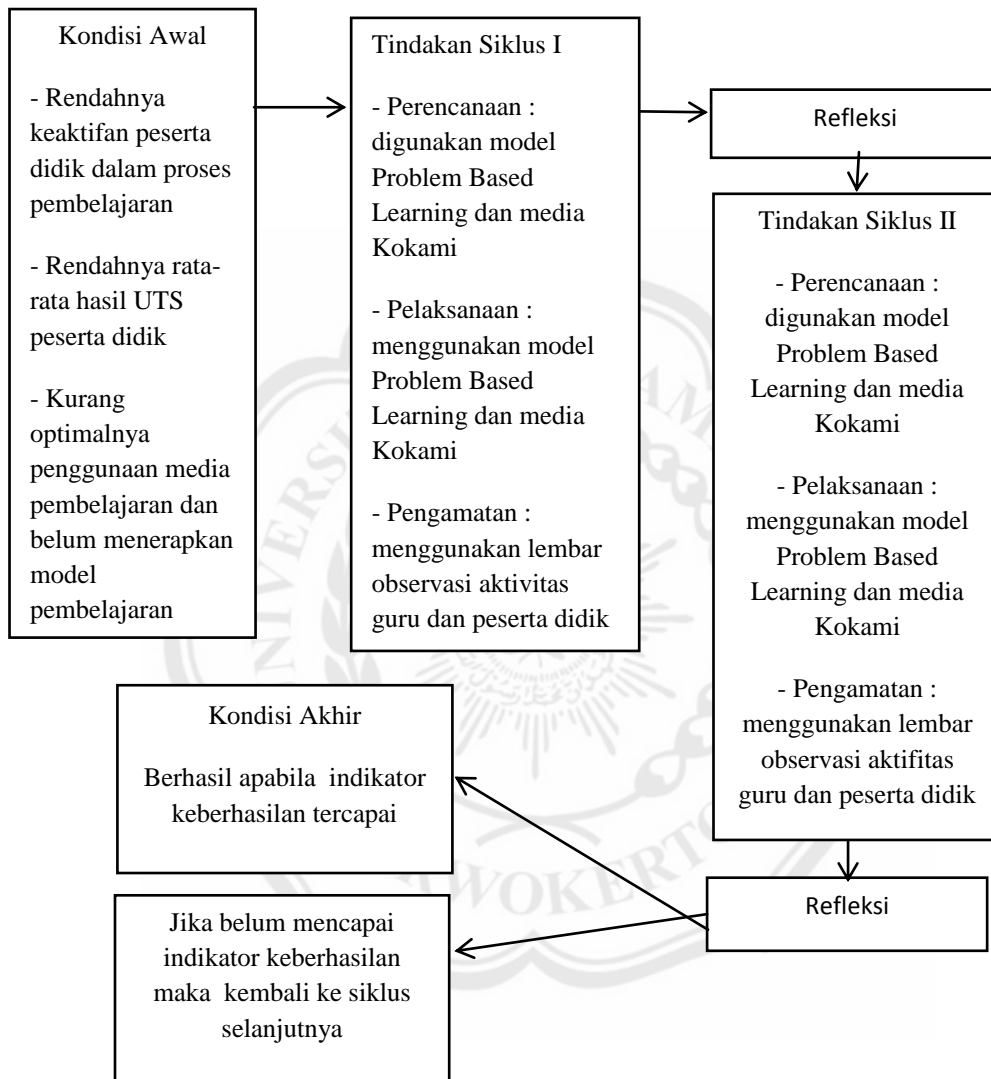 Kondisi Awal
- Rendahnya
keaktifan peserta
didik dalam proses
pembelajaran
- Rendahnya rata-
rata hasil UTS
peserta didik
- Kurang
optimalnya
penggunaan media
pembelajaran dan
belum menerapkan
model
pembelajaran
Tindakan Siklus I
- Perencanaan :
digunakan model
Problem Based
Learning dan media
Kokami
- Pelaksanaan :
menggunakan model
Problem Based
Learning dan media
Kokami
- Pengamatan :
menggunakan lembar
observasi aktivitas
guru dan peserta didik
Refleksi
Tindakan Siklus II
- Perencanaan :
digunakan model
Problem Based
Learning dan media
Kokami
- Pelaksanaan :
menggunakan model
Problem Based
Learning dan media
Kokami
- Pengamatan :
menggunakan lembar
observasi aktifitas
guru dan peserta didik
Refleksi
Kondisi Akhir
Berhasil apabila indikator
keberhasilan tercapai
Jika belum mencapai
indikator keberhasilan
maka kembali ke siklus
selanjutnya